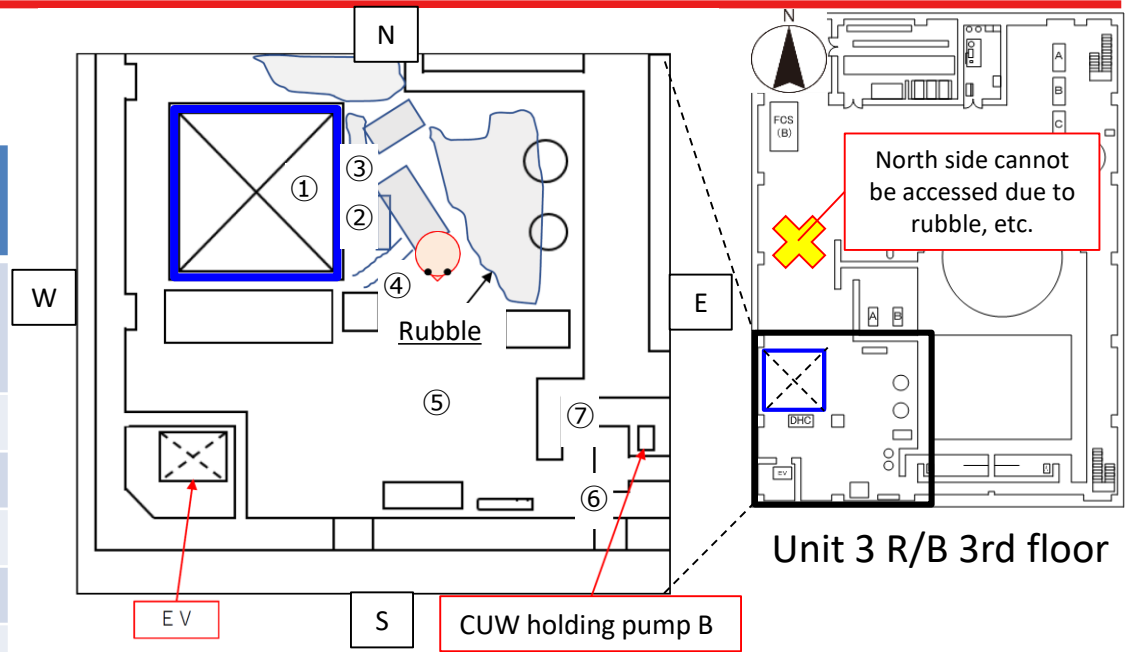 N
W
E
S
①
③
②
④
Rubble
⑤
⑦
⑥
EV
CUW holding pump B
N
FCS
(B)
A
B
C
North side cannot
be accessed due to
rubble, etc.
A
B
DHC
EV
Unit 3 R/B 3rd floor